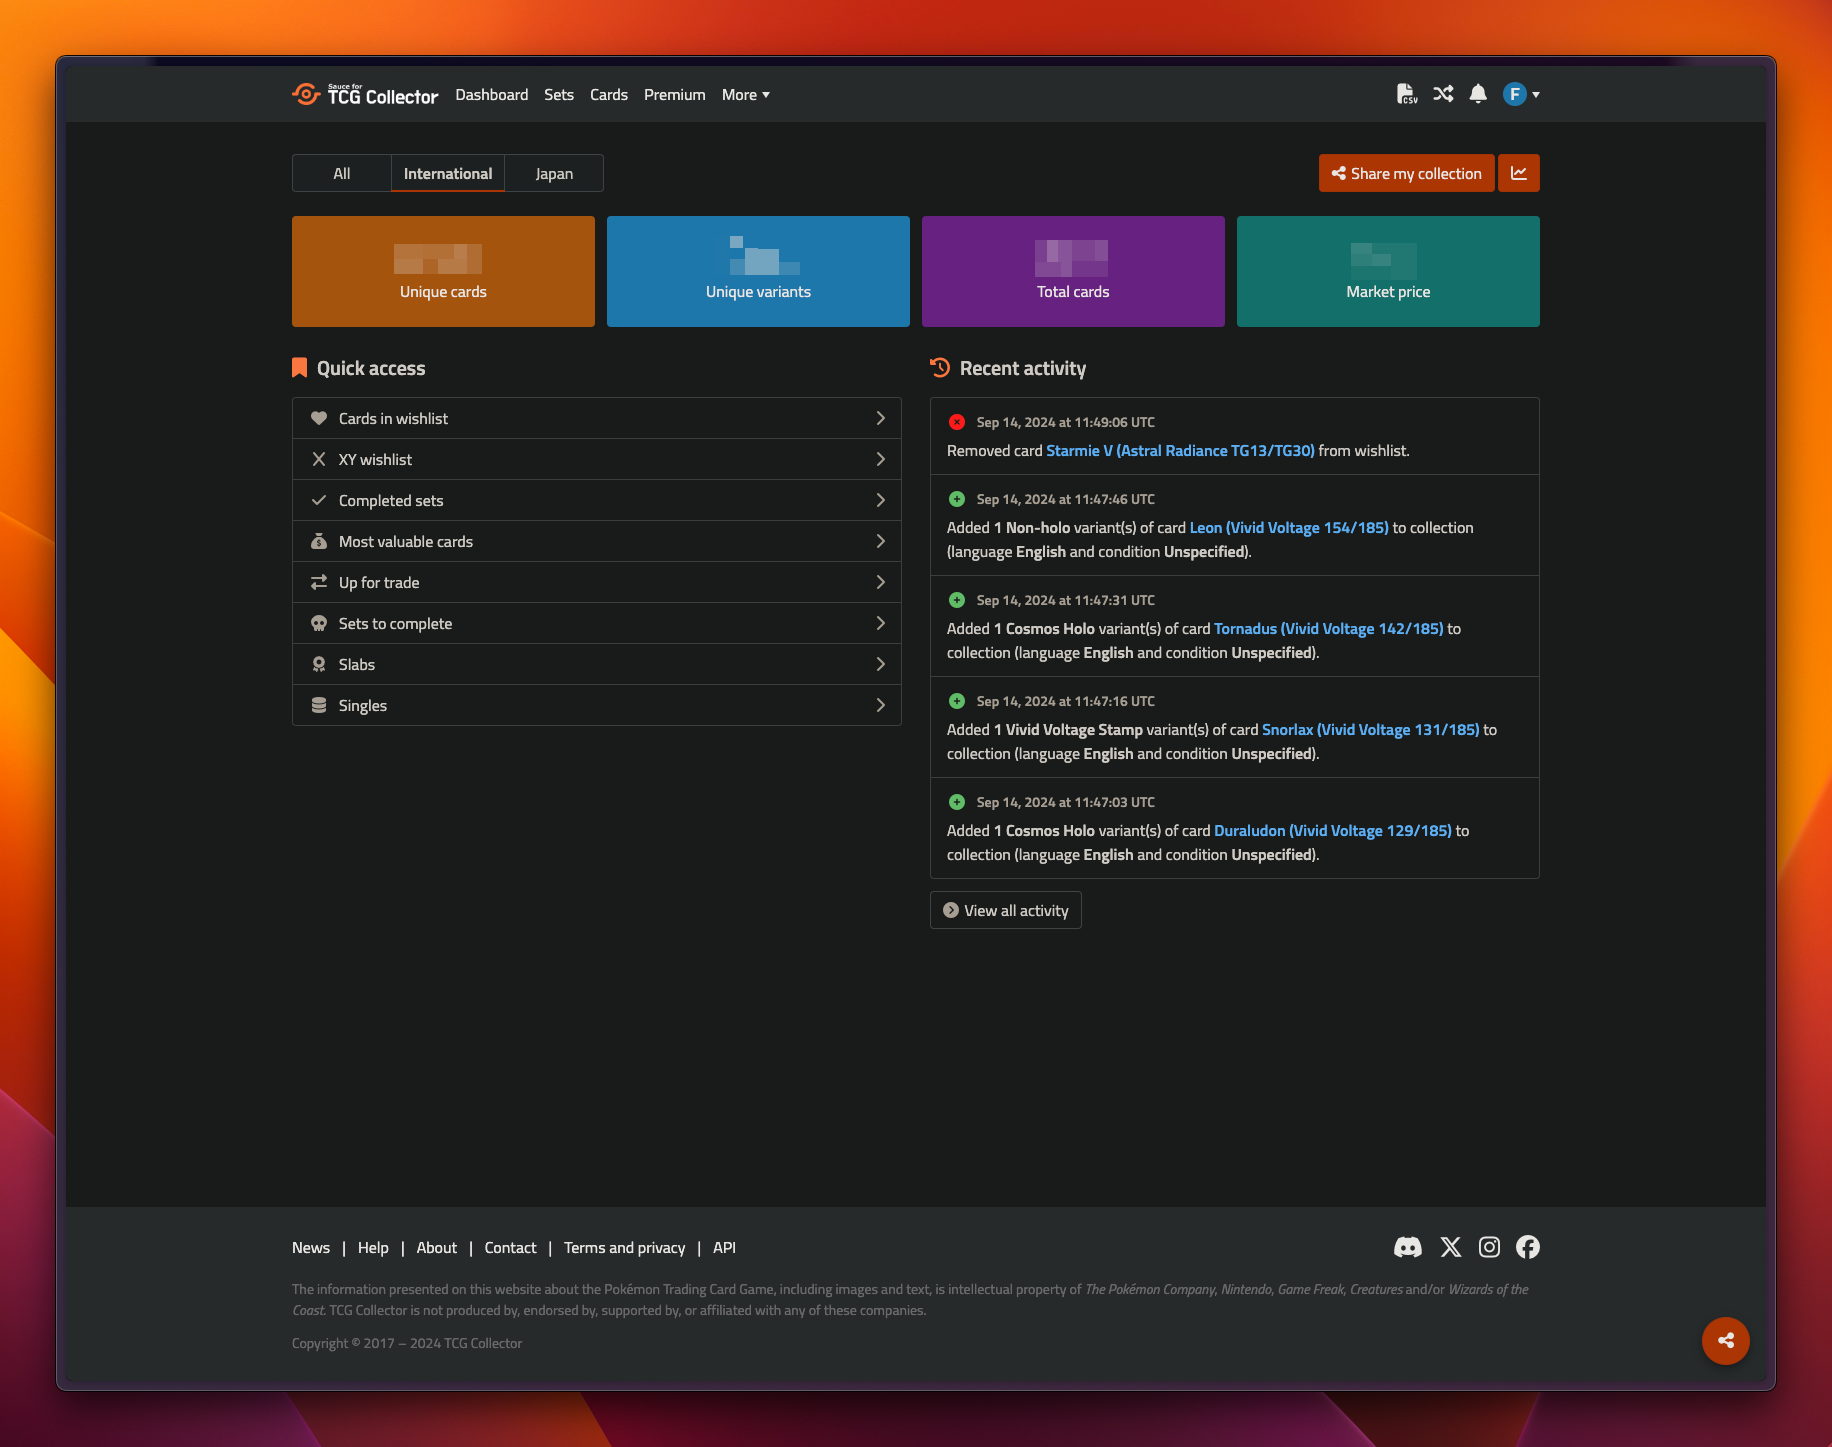 Sauce for
TCG Collector
Dashboard
Sets
Cards
Premium
More
CSV
F
All
International
Japan
Share my collection
Unique cards
Unique variants
Total cards
Market price
Quick access
Cards in wishlist
XY wishlist
Completed sets
Most valuable cards
Up for trade
Sets to complete
Slabs
Singles
Recent activity
Sep 14, 2024 at 11:49:06 UTC
Removed card Starmie V (Astral Radiance TG13/TG30) from wishlist.
Sep 14, 2024 at 11:47:46 UTC
Added 1 Non-holo variant(s) of card Leon (Vivid Voltage 154/185) to collection
(language English and condition Unspecified).
Sep 14, 2024 at 11:47:31 UTC
Added 1 Cosmos Holo variant(s) of card Tornadus (Vivid Voltage 142/185) to
collection (language English and condition Unspecified).
Sep 14, 2024 at 11:47:16 UTC
Added 1 Vivid Voltage Stamp variant(s) of card Snorlax (Vivid Voltage 131/185) to
collection (language English and condition Unspecified).
Sep 14, 2024 at 11:47:03 UTC
Added 1 Cosmos Holo variant(s) of card Duraludon (Vivid Voltage 129/185) to
collection (language English and condition Unspecified).
View all activity
News | Help | About | Contact | Terms and privacy | API
The information presented on this website about the Pokémon Trading Card Game, including images and text, is intellectual property of The Pokémon Company, Nintendo, Game Freak, Creatures and/or Wizards of the
Coast. TCG Collector is not produced by, endorsed by, supported by, or affiliated with any of these companies.
Copyright © 2017 – 2024 TCG Collector